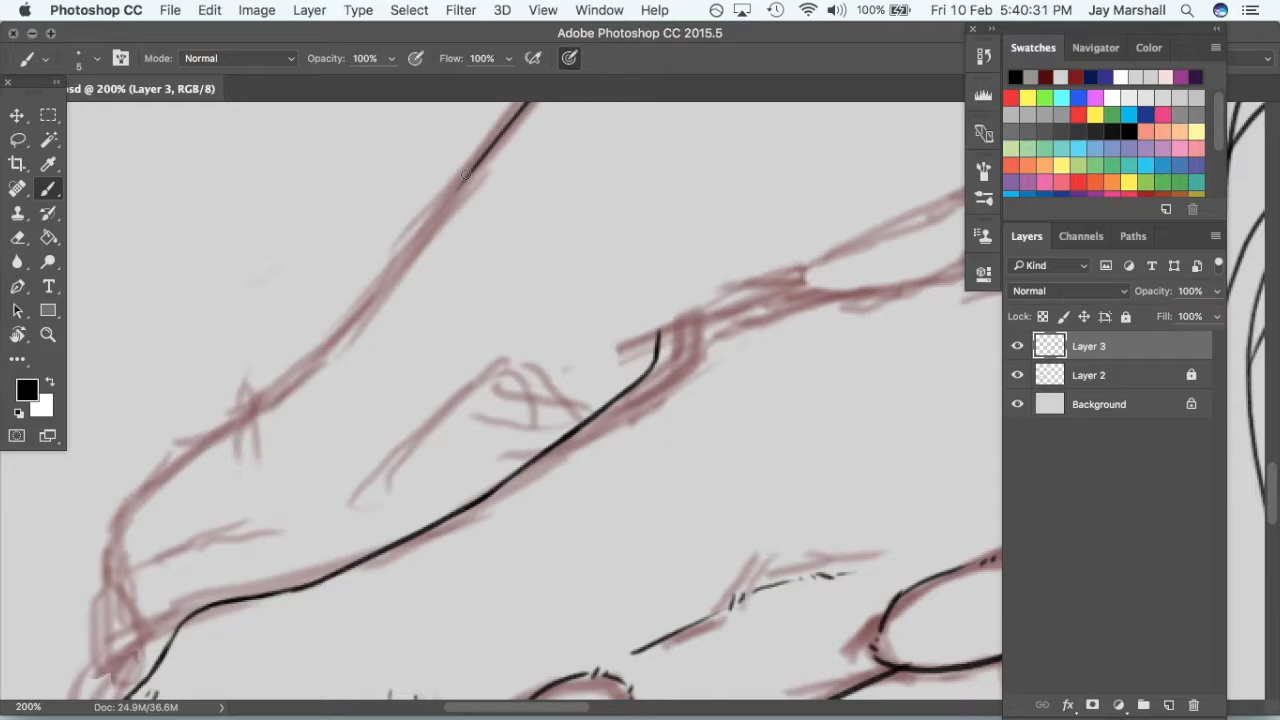 Photoshop CC File Edit Image Layer Type Select Filter 3D View Window Help 100% Fri 10 Feb 5:40:31 PM Jay Marshall
Adobe Photoshop CC 2015.5
5 Mode: Normal Opacity: 100% Flow: 100%
sd @ 200% (Layer 3, RGB/8)
Swatches Navigator Color
Layers Channels Paths
Kind
Normal Opacity: 100%
Lock: Fill: 100%
Layer 3
Layer 2
Background
200% Doc: 24.9M/36.6M
fx